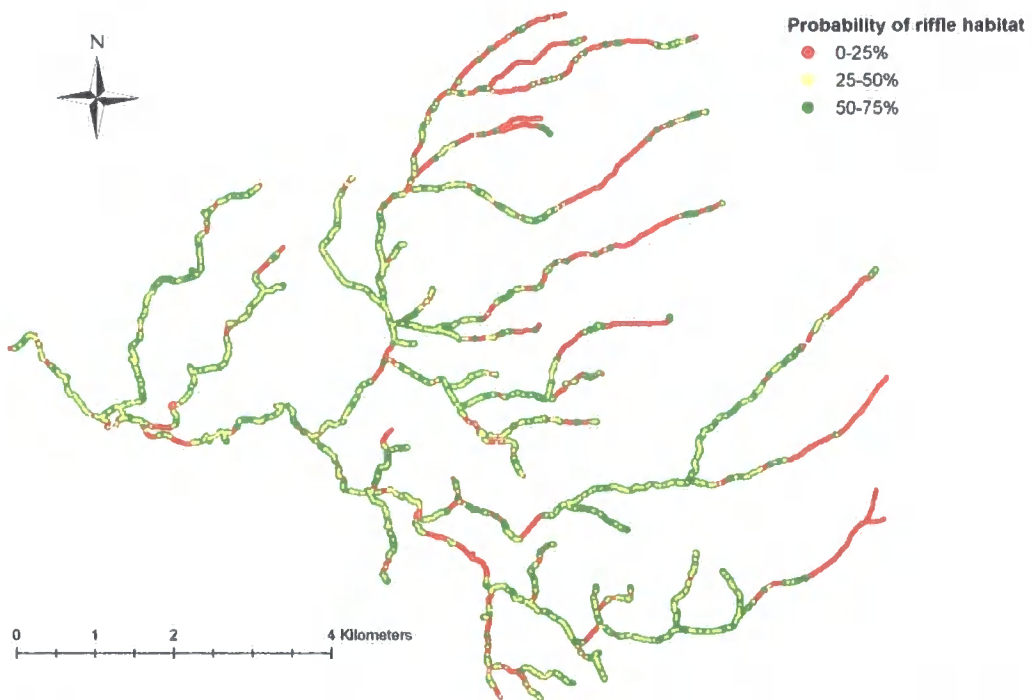 Probability of riffle habitat
0-25%
25-50%
50-75%
N
0 1 2 4 Kilometers